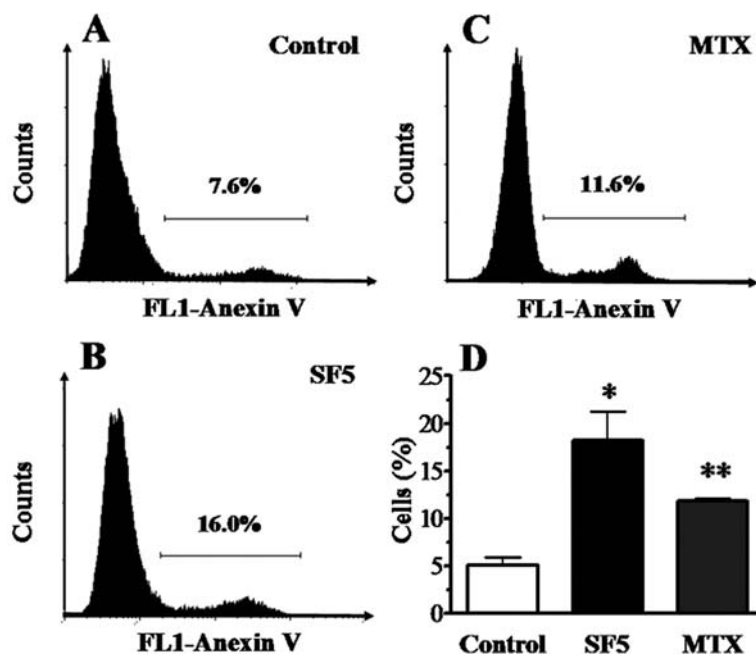 A
Control
Counts
7.6%
FL1-Anexin V
C
MTX
Counts
11.6%
FL1-Anexin V
B
SF5
Counts
16.0%
FL1-Anexin V
D
Cells (%)
25
20
15
10
5
0
*
**
Control SF5 MTX